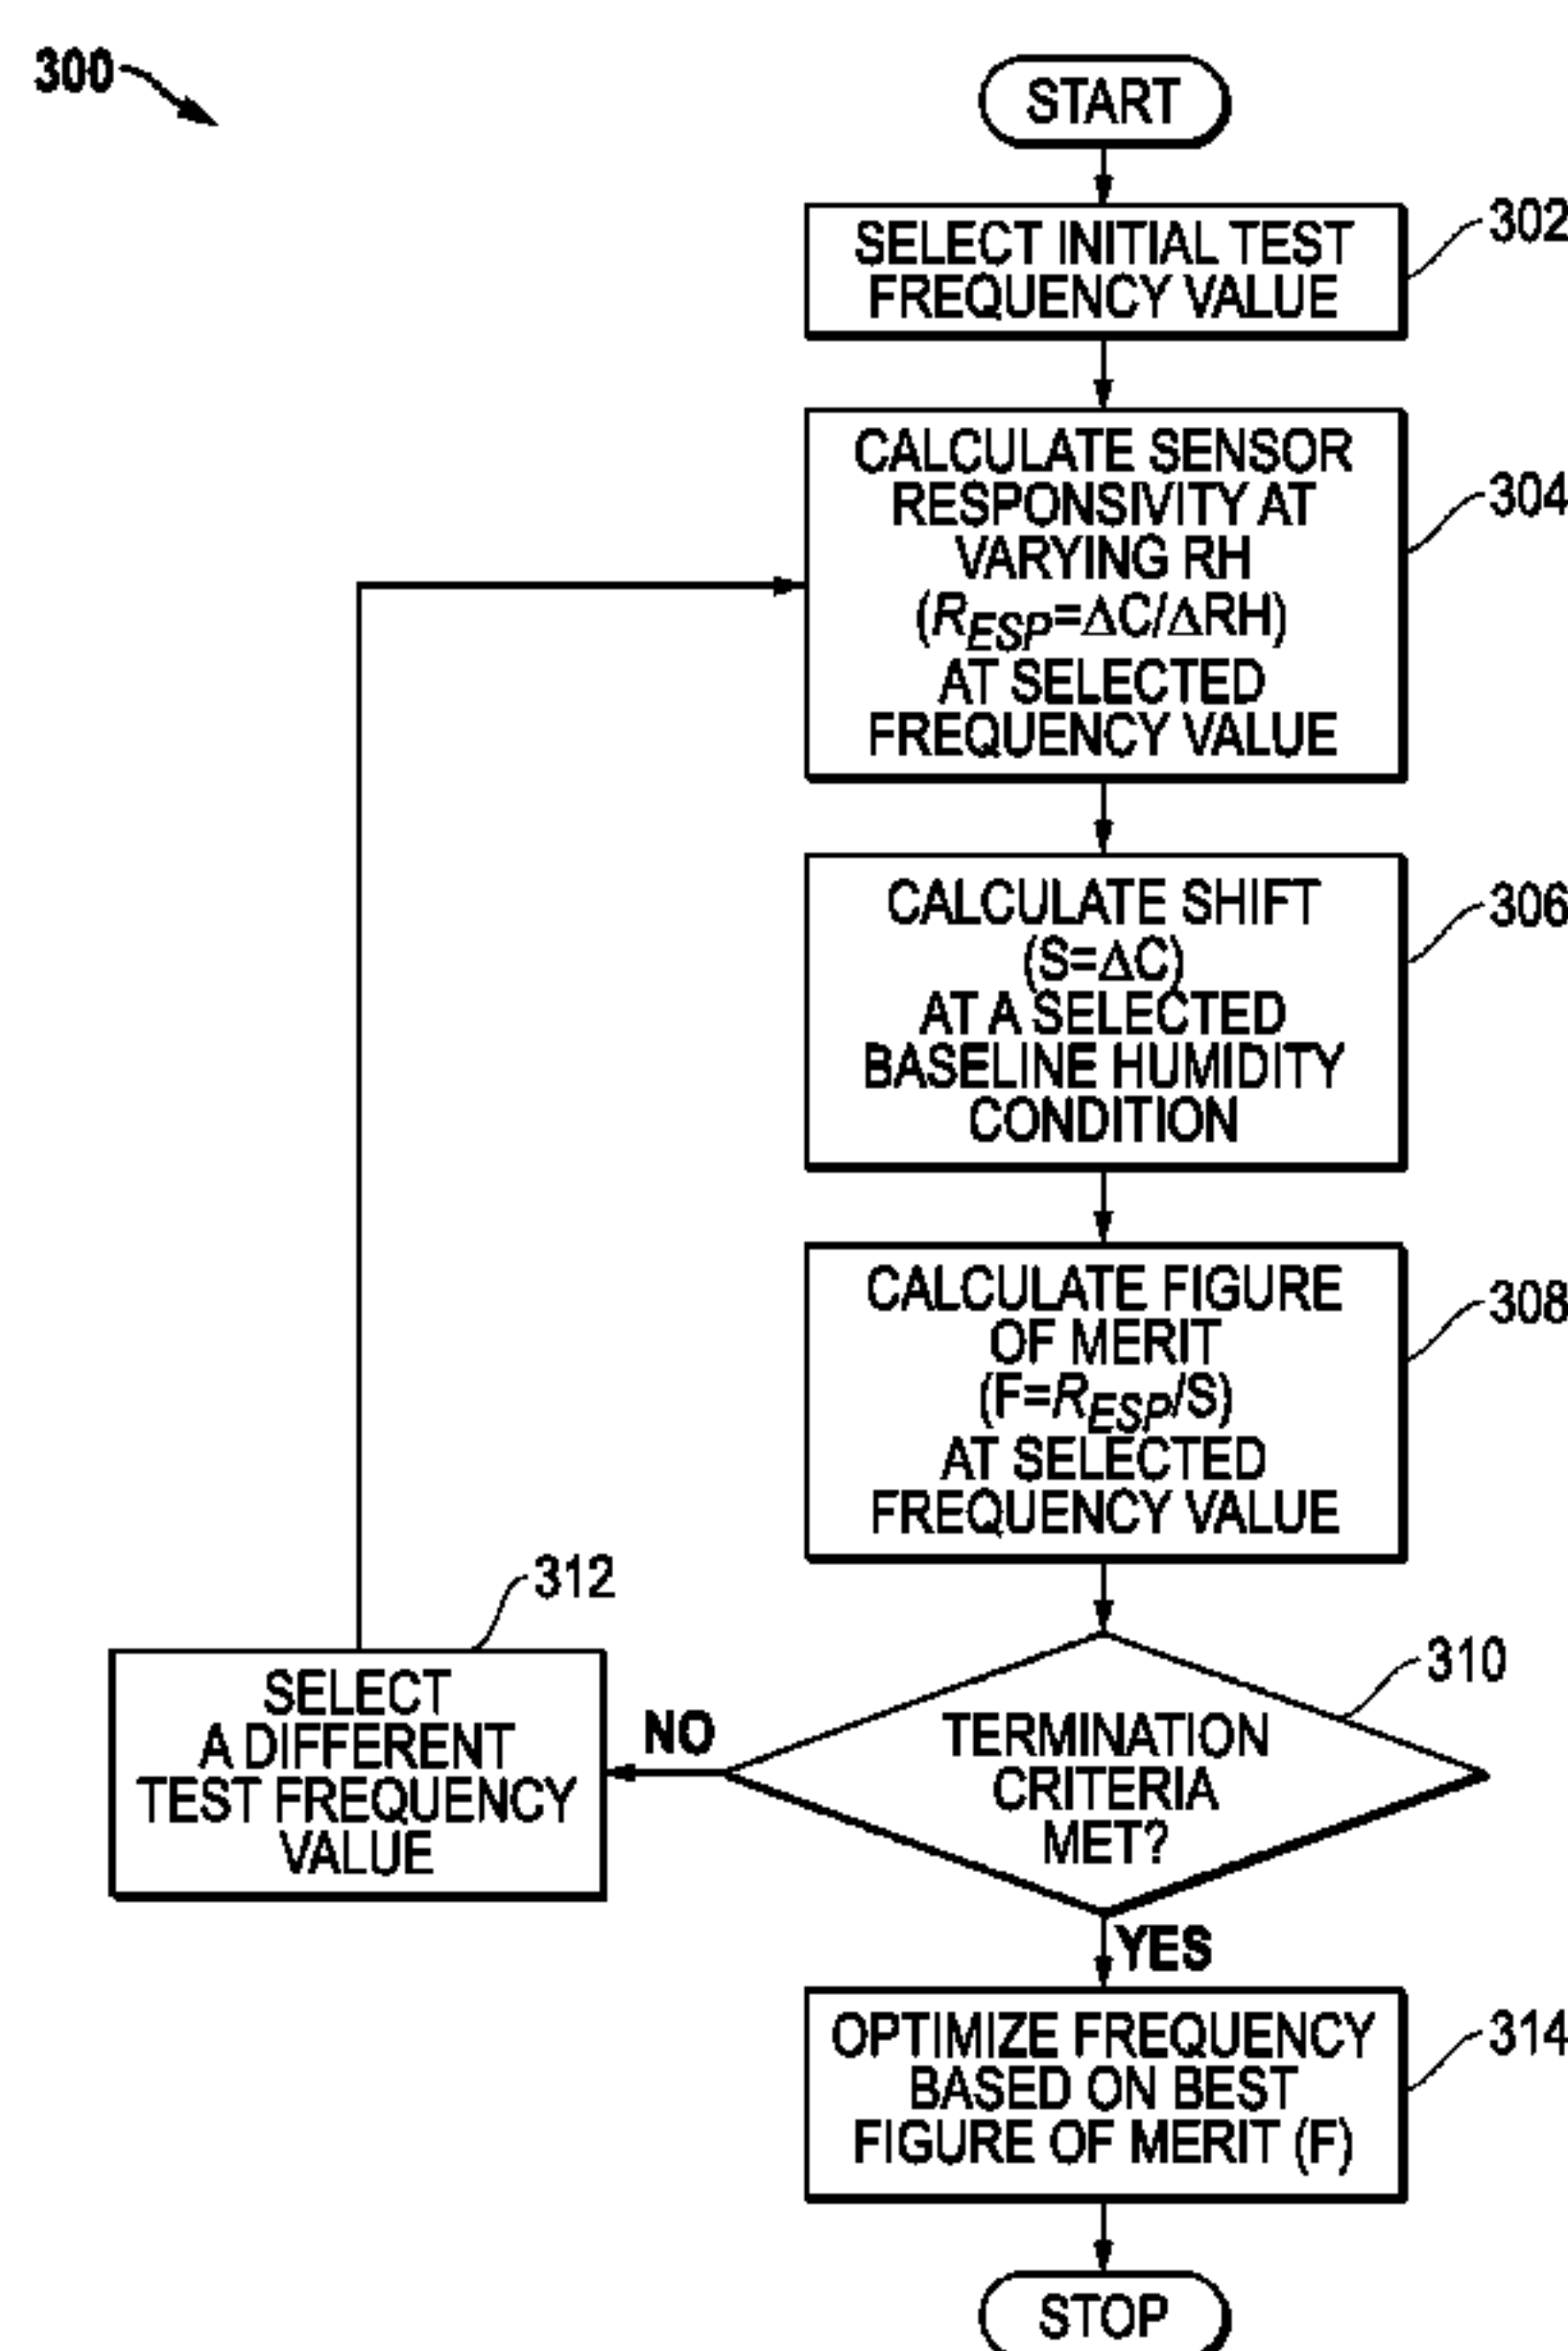 300
START
SELECT INITIAL TEST
FREQUENCY VALUE
302
CALCULATE SENSOR
RESPONSIVITY AT
VARYING RH
(R_ESP=ΔC/ΔRH)
AT SELECTED
FREQUENCY VALUE
304
CALCULATE SHIFT
(S=ΔC)
AT A SELECTED
BASELINE HUMIDITY
CONDITION
306
CALCULATE FIGURE
OF MERIT
(F=R_ESP/S)
AT SELECTED
FREQUENCY VALUE
308
TERMINATION
CRITERIA
MET?
310
NO
SELECT
A DIFFERENT
TEST FREQUENCY
VALUE
312
YES
OPTIMIZE FREQUENCY
BASED ON BEST
FIGURE OF MERIT (F)
314
STOP